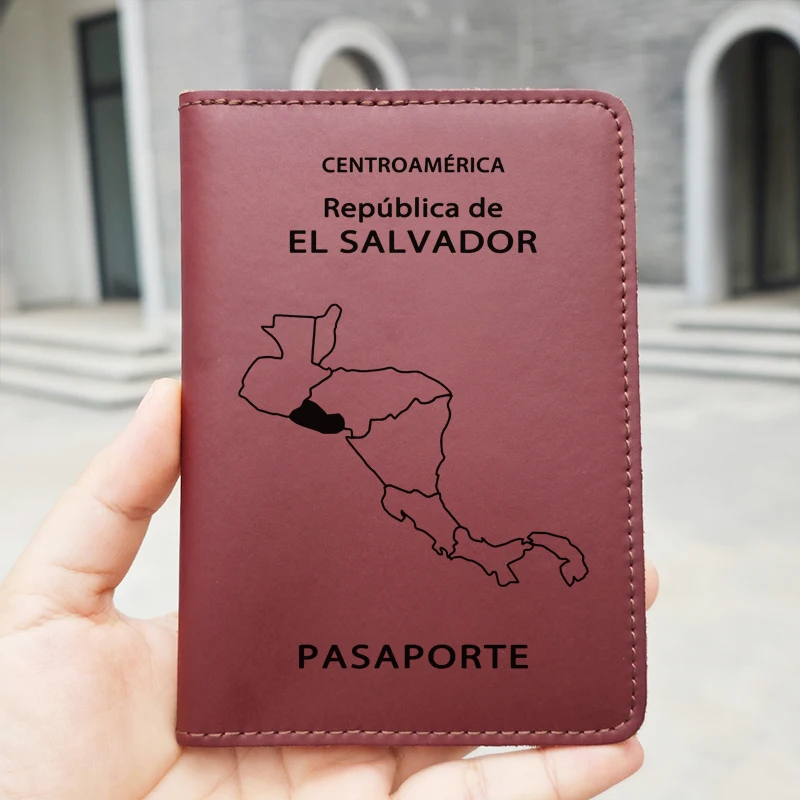 CENTROAMÉRICA
República de
EL SALVADOR
PASAPORTE